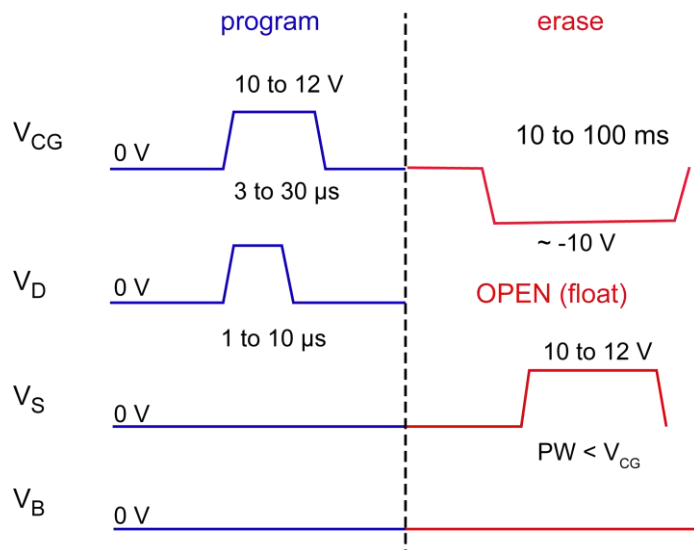 program erase
10 to 12 V
V_CG 0 V 10 to 100 ms
3 to 30 µs
~ -10 V
V_D 0 V OPEN (float)
1 to 10 µs
10 to 12 V
V_S 0 V
PW < V_CG
V_B 0 V